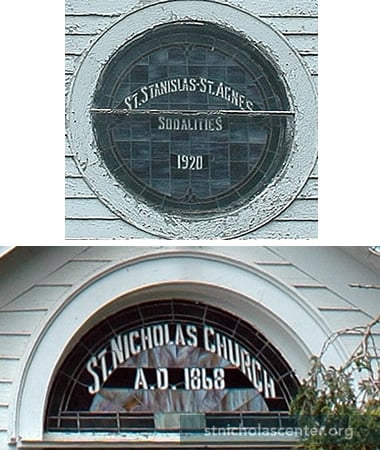 St. Stanislas-St. Agnes
Sodalities
1920
St. Nicholas Church
A.D. 1868
stnicholascenter.org